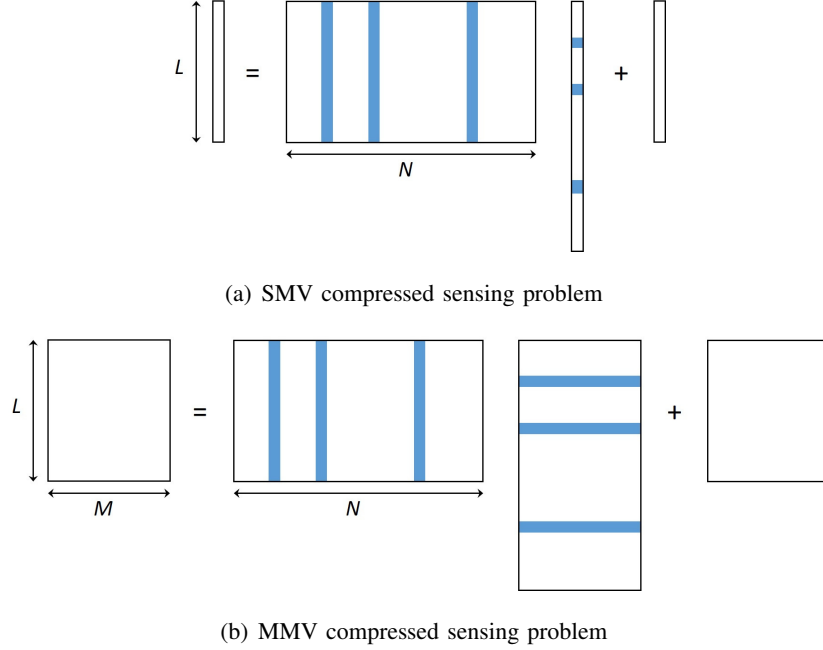 L
=
+
N
(a) SMV compressed sensing problem
L
=
+
M
N
(b) MMV compressed sensing problem